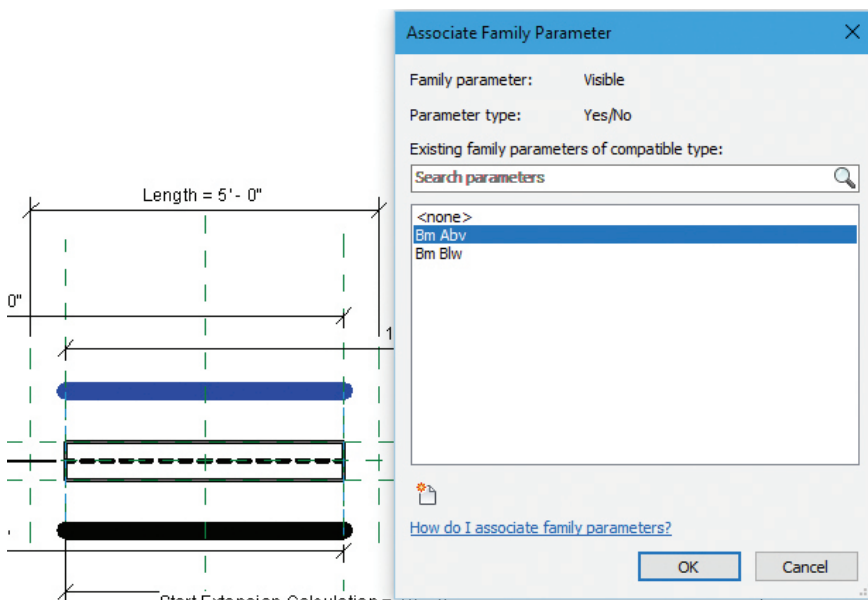 Associate Family Parameter
Family parameter: Visible
Parameter type: Yes/No
Existing family parameters of compatible type:
Search parameters
<none>
Bm Abv
Bm Blw
How do I associate family parameters?
OK Cancel
Length = 5' - 0"
0"
1
Start Extension Calculation =